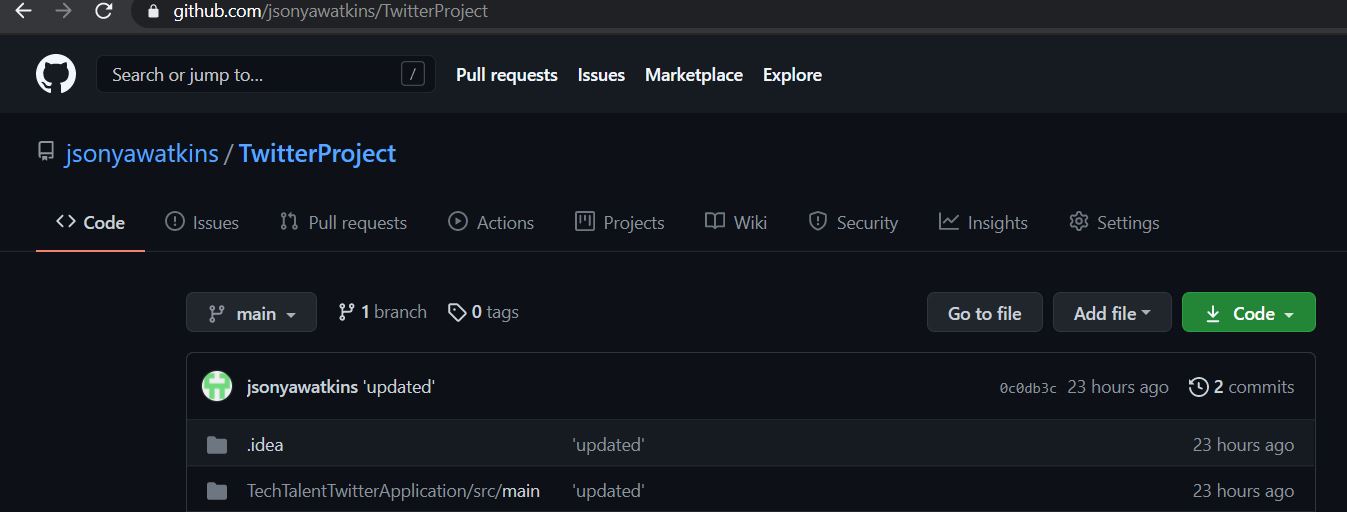 github.com/jsonyawatkins/TwitterProject
Search or jump to... / Pull requests Issues Marketplace Explore
jsonyawatkins / TwitterProject
<> Code Issues Pull requests Actions Projects Wiki Security Insights Settings
main 1 branch 0 tags Go to file Add file Code
jsonyawatkins 'updated' 0c0db3c 23 hours ago 2 commits
.idea 'updated' 23 hours ago
TechTalentTwitterApplication/src/main 'updated' 23 hours ago